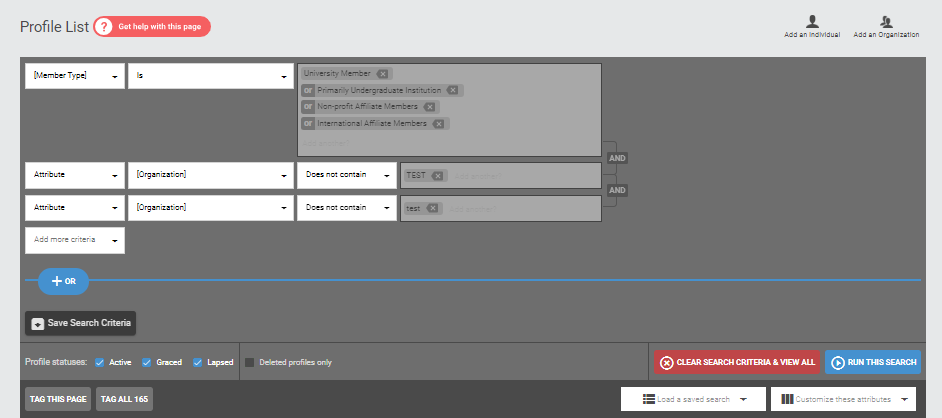 Profile List ? Get help with this page
Add an Individual Add an Organization
[Member Type] Is University Member
or Primarily Undergraduate Institution
or Non-profit Affiliate Members
or International Affiliate Members
Add another?
AND
Attribute [Organization] Does not contain TEST Add another?
AND
Attribute [Organization] Does not contain test Add another?
Add more criteria
+ OR
Save Search Criteria
Profile statuses: Active Graced Lapsed Deleted profiles only CLEAR SEARCH CRITERIA & VIEW ALL RUN THIS SEARCH
TAG THIS PAGE TAG ALL 165 Load a saved search Customize these attributes